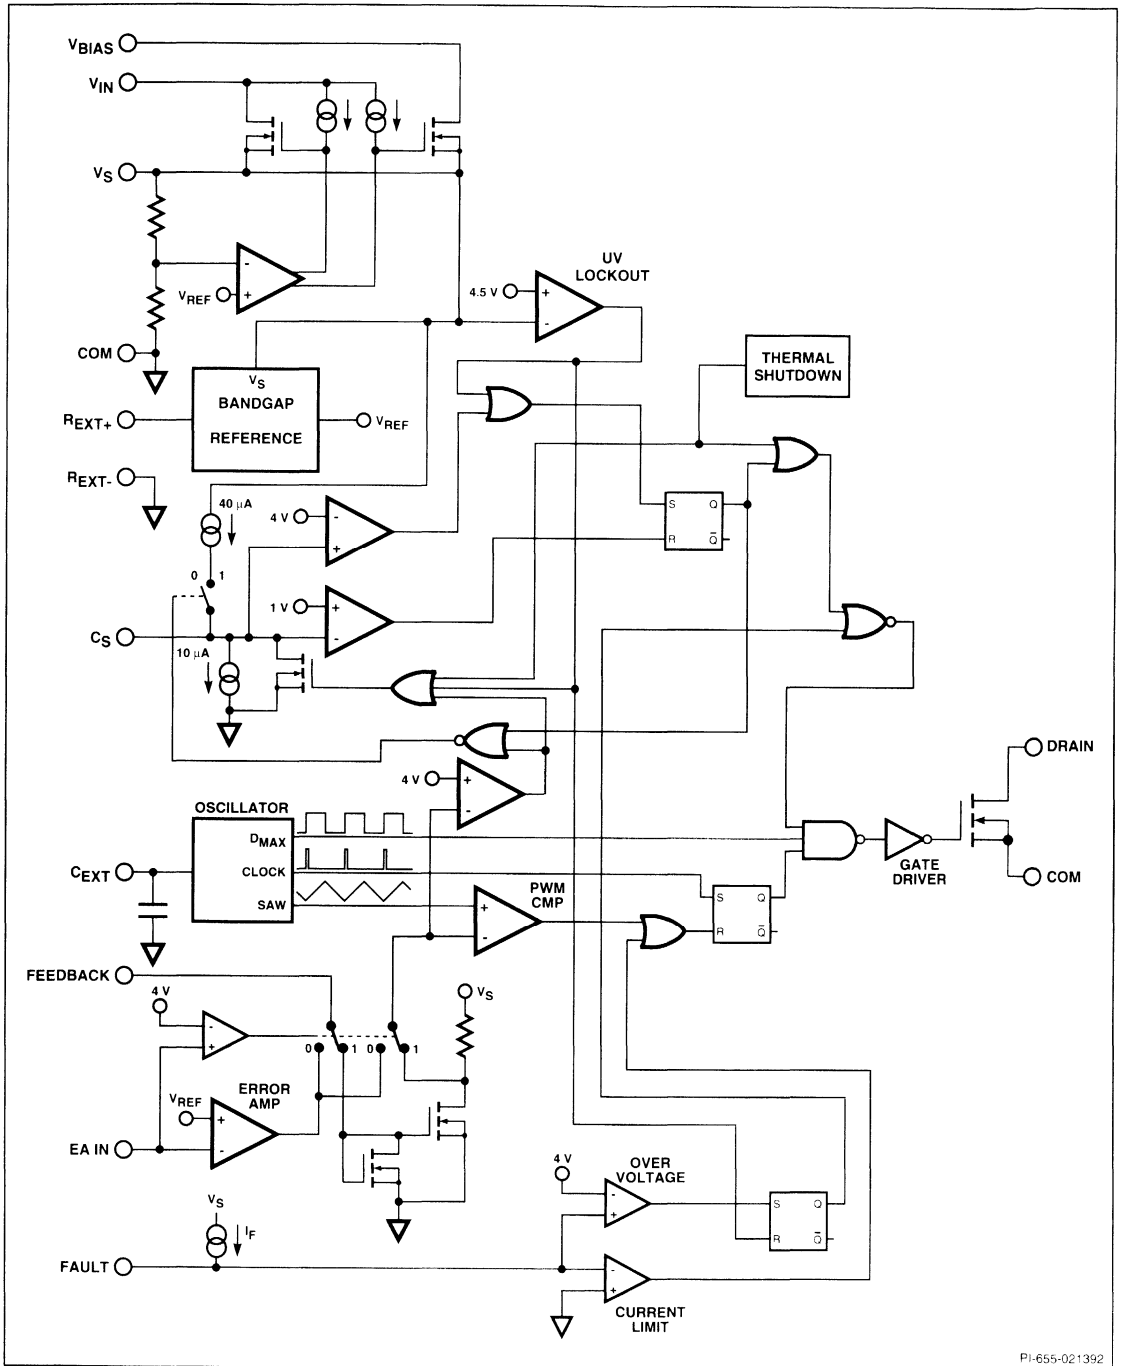 VBIAS
VIN
VS
VREF
- +
COM
UV
LOCKOUT
4.5 V
+ -
THERMAL
SHUTDOWN
VS
BANDGAP
REFERENCE
REXT+
VREF
REXT-
40 µA
4 V
- +
S Q
R Q̅
0 1
1 V
+ -
CS
10 µA
4 V
+ -
DRAIN
OSCILLATOR
DMAX
CLOCK
SAW
CEXT
GATE
DRIVER
COM
PWM
CMP
+ -
S Q
R Q̅
FEEDBACK
4 V
- +
VS
0 1 0 1
ERROR
AMP
VREF
+ -
EA IN
4 V
OVER
VOLTAGE
- +
S Q
R Q̅
VS
IF
FAULT
- +
CURRENT
LIMIT
PI-655-021392